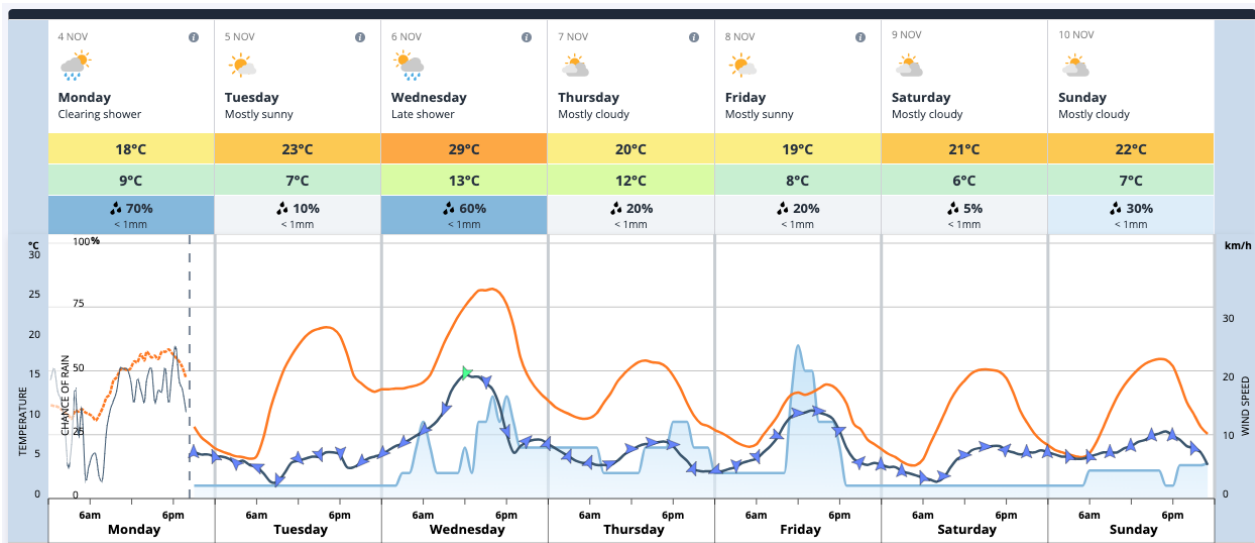 4 NOV
5 NOV
6 NOV
7 NOV
8 NOV
9 NOV
10 NOV
Monday
Tuesday
Wednesday
Thursday
Friday
Saturday
Sunday
Clearing shower
Mostly sunny
Late shower
Mostly cloudy
Mostly sunny
Mostly cloudy
Mostly cloudy
18°C
23°C
29°C
20°C
19°C
21°C
22°C
9°C
7°C
13°C
12°C
8°C
6°C
7°C
70%
10%
60%
20%
20%
5%
30%
< 1mm
< 1mm
< 1mm
< 1mm
< 1mm
< 1mm
< 1mm
°C
30
25
20
15
10
5
0
TEMPERATURE
100%
75
50
25
0
CHANCE OF RAIN
km/h
30
20
10
0
WIND SPEED
6am
6pm
6am
6pm
6am
6pm
6am
6pm
6am
6pm
6am
6pm
6am
6pm
Monday
Tuesday
Wednesday
Thursday
Friday
Saturday
Sunday